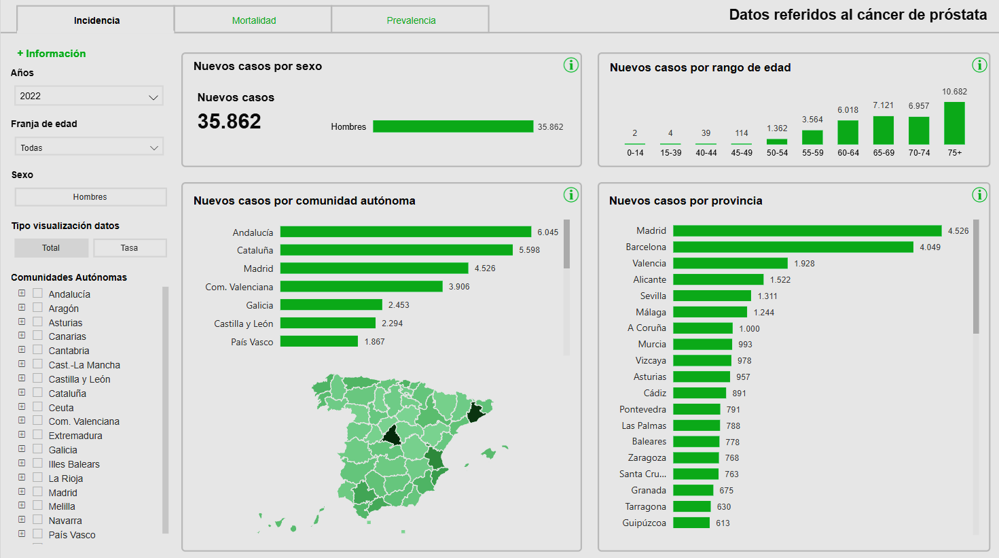 Incidencia
Mortalidad
Prevalencia
Datos referidos al cáncer de próstata
+ Información
Años
2022
Franja de edad
Todas
Sexo
Hombres
Tipo visualización datos
Total
Tasa
Comunidades Autónomas
Andalucía
Aragón
Asturias
Canarias
Cantabria
Cast.-La Mancha
Castilla y León
Cataluña
Ceuta
Com. Valenciana
Extremadura
Galicia
Illes Balears
La Rioja
Madrid
Melilla
Navarra
País Vasco
Nuevos casos por sexo
Nuevos casos
35.862
Hombres 35.862
Nuevos casos por rango de edad
2 4 39 114 1.362 3.564 6.018 7.121 6.957 10.682
0-14 15-39 40-44 45-49 50-54 55-59 60-64 65-69 70-74 75+
Nuevos casos por comunidad autónoma
Andalucía 6.045
Cataluña 5.598
Madrid 4.526
Com. Valenciana 3.906
Galicia 2.453
Castilla y León 2.294
País Vasco 1.867
Nuevos casos por provincia
Madrid 4.526
Barcelona 4.049
Valencia 1.928
Alicante 1.522
Sevilla 1.311
Málaga 1.244
A Coruña 1.000
Murcia 993
Vizcaya 978
Asturias 957
Cádiz 891
Pontevedra 791
Las Palmas 788
Baleares 778
Zaragoza 768
Santa Cru... 763
Granada 675
Tarragona 630
Guipúzcoa 613